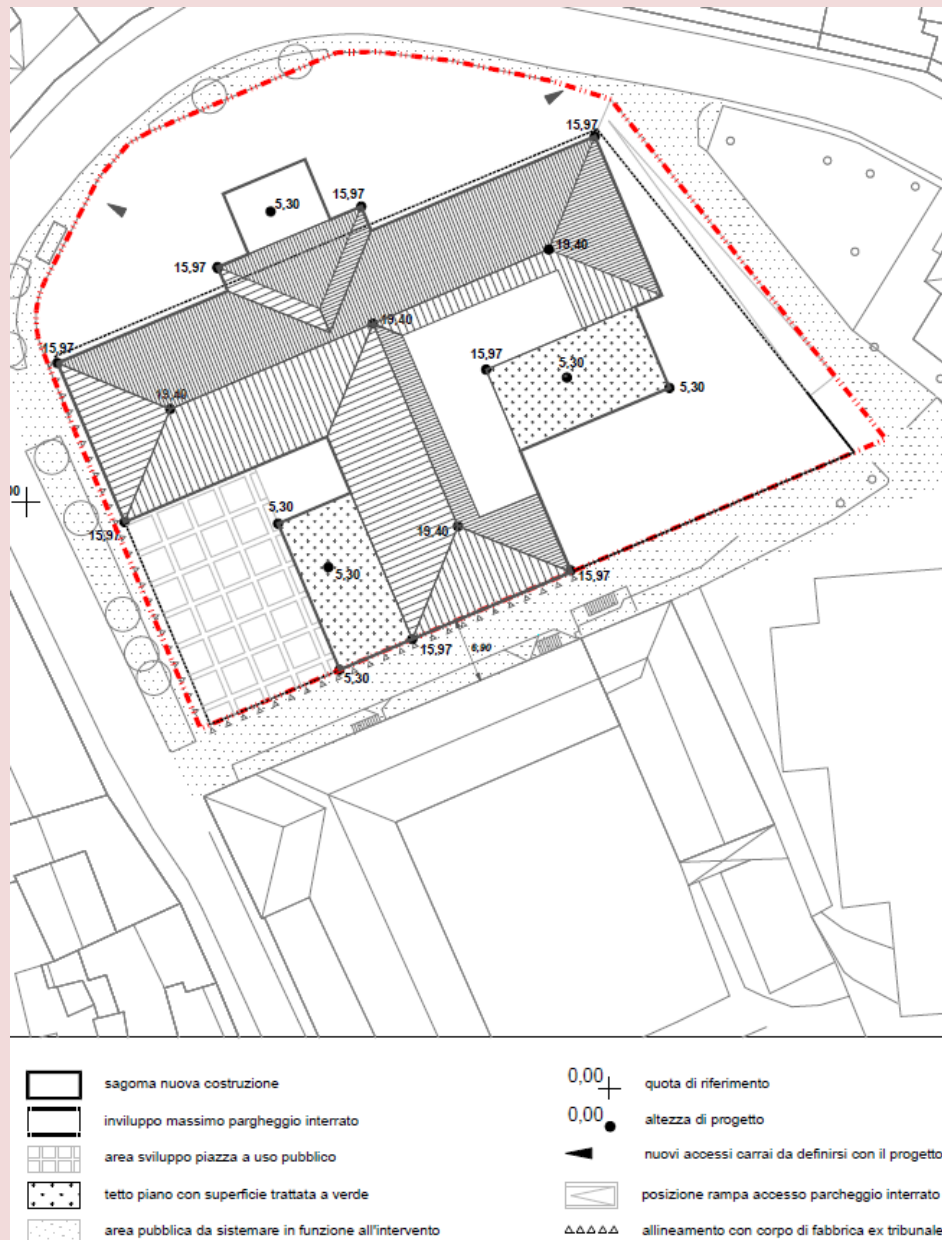 15,97
5,30
15,97
15,97
19,40
19,40
15,97
15,97
5,30
5,30
19,40
5,30
19,40
15,97
5,30
15,97
15,97
6,90
5,30
sagoma nuova costruzione
inviluppo massimo pargheggio interrato
area sviluppo piazza a uso pubblico
tetto piano con superficie trattata a verde
area pubblica da sistemare in funzione all'intervento
0,00 quota di riferimento
0,00 altezza di progetto
nuovi accessi carrai da definirsi con il progetto
posizione rampa accesso parcheggio interrato
allineamento con corpo di fabbrica ex tribunale